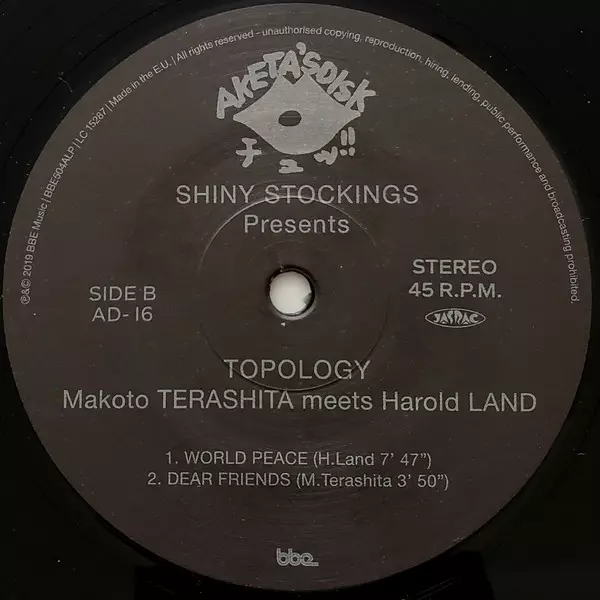 ℗&© 2019 BBE Music | BBE504ALP | LC 15287 | Made in the E.U. | All rights reserved - unauthorised copying, reproduction, hiring, lending, public performance and broadcasting prohibited.
AKETA'S DISK
チュッ!!
SHINY STOCKINGS
Presents
SIDE B
AD-16
STEREO
45 R.P.M.
JASRAC
TOPOLOGY
Makoto TERASHITA meets Harold LAND
1. WORLD PEACE (H.Land 7' 47")
2. DEAR FRIENDS (M.Terashita 3' 50")
bbe